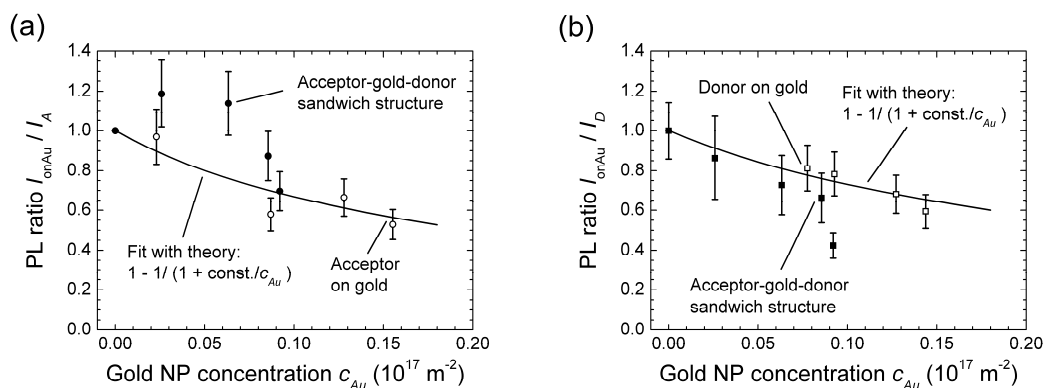 (a)
1.4
1.2
1.0
0.8
0.6
0.4
0.2
0.0
PL ratio I_onAu / I_A
Acceptor-gold-donor
sandwich structure
Fit with theory:
1 - 1/ (1 + const./c_Au )
Acceptor
on gold
0.00 0.05 0.10 0.15 0.20
Gold NP concentration c_Au (10^17 m^-2)
(b)
1.4
1.2
1.0
0.8
0.6
0.4
0.2
0.0
PL ratio I_onAu / I_D
Donor on gold
Fit with theory:
1 - 1/ (1 + const./c_Au )
Acceptor-gold-donor
sandwich structure
0.00 0.05 0.10 0.15 0.20
Gold NP concentration c_Au (10^17 m^-2)